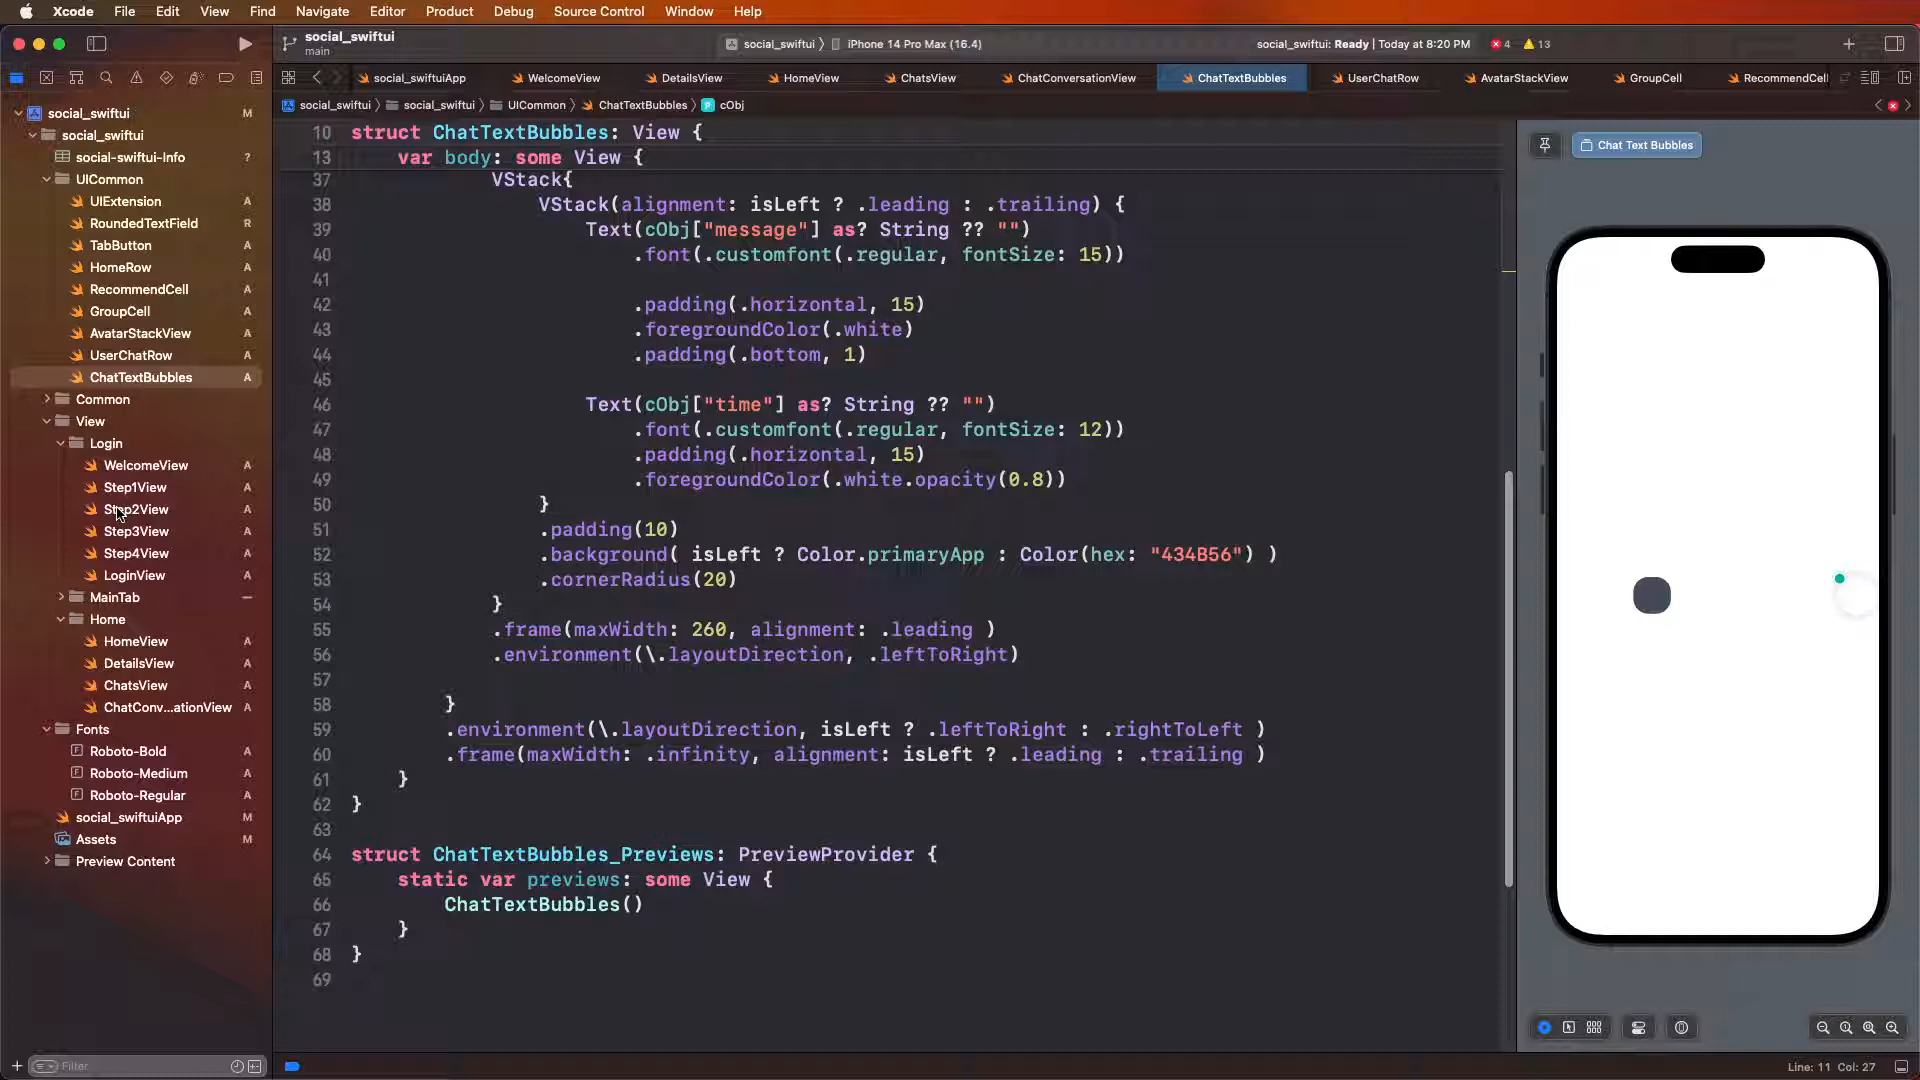 Xcode File Edit View Find Navigate Editor Product Debug Source Control Window Help
social_swiftui
main
social_swiftui iPhone 14 Pro Max (16.4)
social_swiftui: Ready | Today at 8:20 PM 4 13
social_swiftuiApp WelcomeView DetailsView HomeView ChatsView ChatConversationView ChatTextBubbles UserChatRow AvatarStackView GroupCell RecommendCell
social_swiftui social_swiftui UICommon ChatTextBubbles cObj
social_swiftui M
social_swiftui
social-swiftui-Info ?
UICommon
UIExtension A
RoundedTextField R
TabButton A
HomeRow A
RecommendCell A
GroupCell A
AvatarStackView A
UserChatRow A
ChatTextBubbles A
Common
View
Login
WelcomeView A
Step1View A
Step2View A
Step3View A
Step4View A
LoginView A
MainTab
Home
HomeView A
DetailsView A
ChatsView A
ChatConv...ationView A
Fonts
Roboto-Bold A
Roboto-Medium A
Roboto-Regular A
social_swiftuiApp M
Assets M
Preview Content
Filter
10 struct ChatTextBubbles: View {
13 var body: some View {
37 VStack{
38 VStack(alignment: isLeft ? .leading : .trailing) {
39 Text(cObj["message"] as? String ?? "")
40 .font(.customfont(.regular, fontSize: 15))
41
42 .padding(.horizontal, 15)
43 .foregroundColor(.white)
44 .padding(.bottom, 1)
45
46 Text(cObj["time"] as? String ?? "")
47 .font(.customfont(.regular, fontSize: 12))
48 .padding(.horizontal, 15)
49 .foregroundColor(.white.opacity(0.8))
50 }
51 .padding(10)
52 .background( isLeft ? Color.primaryApp : Color(hex: "434B56") )
53 .cornerRadius(20)
54 }
55 .frame(maxWidth: 260, alignment: .leading )
56 .environment(\.layoutDirection, .leftToRight)
57
58 }
59 .environment(\.layoutDirection, isLeft ? .leftToRight : .rightToLeft )
60 .frame(maxWidth: .infinity, alignment: isLeft ? .leading : .trailing )
61 }
62 }
63
64 struct ChatTextBubbles_Previews: PreviewProvider {
65 static var previews: some View {
66 ChatTextBubbles()
67 }
68 }
69
Chat Text Bubbles
Line: 11 Col: 27